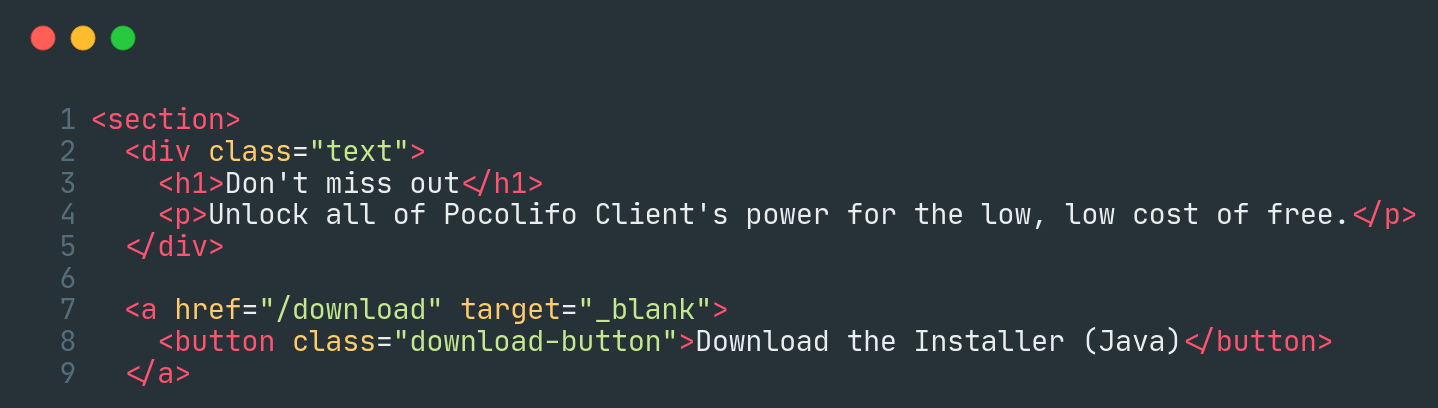 1 <section>
2   <div class="text">
3     <h1>Don't miss out</h1>
4     <p>Unlock all of Pocolifo Client's power for the low, low cost of free.</p>
5   </div>
6
7   <a href="/download" target="_blank">
8     <button class="download-button">Download the Installer (Java)</button>
9   </a>